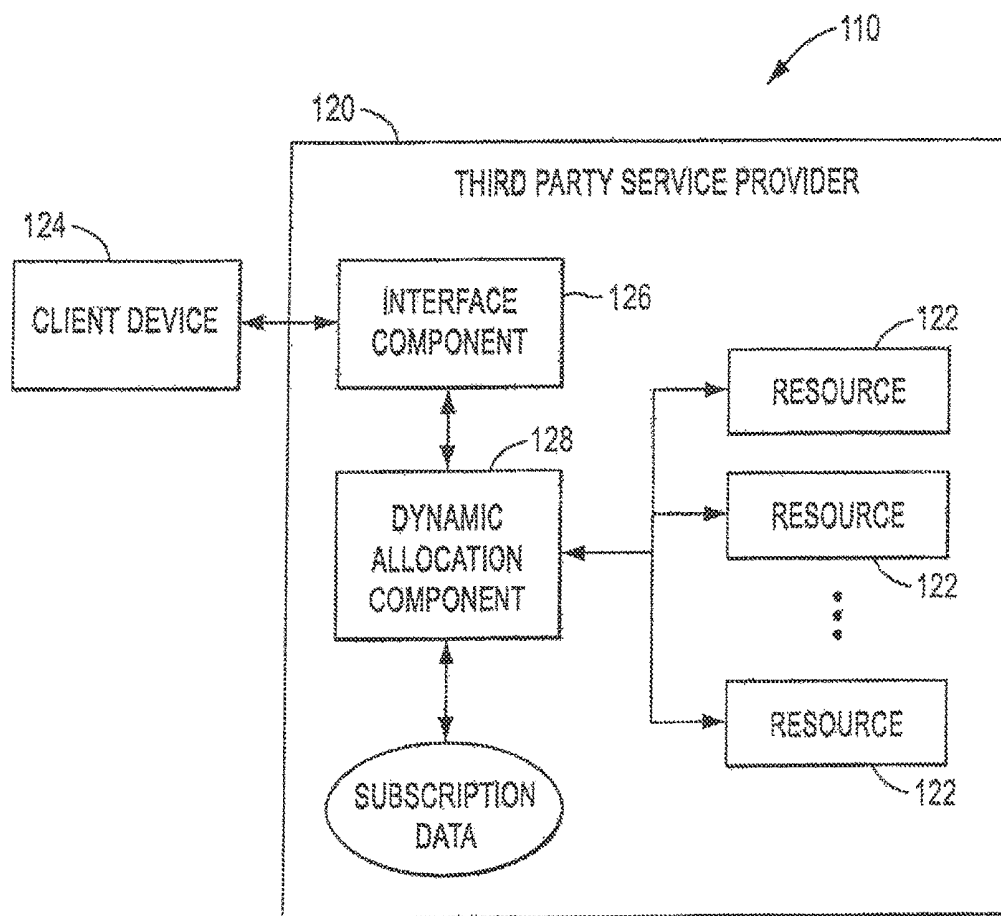 110
120
THIRD PARTY SERVICE PROVIDER
124
CLIENT DEVICE
INTERFACE
COMPONENT
126
122
RESOURCE
128
DYNAMIC
ALLOCATION
COMPONENT
RESOURCE
122
RESOURCE
122
SUBSCRIPTION
DATA